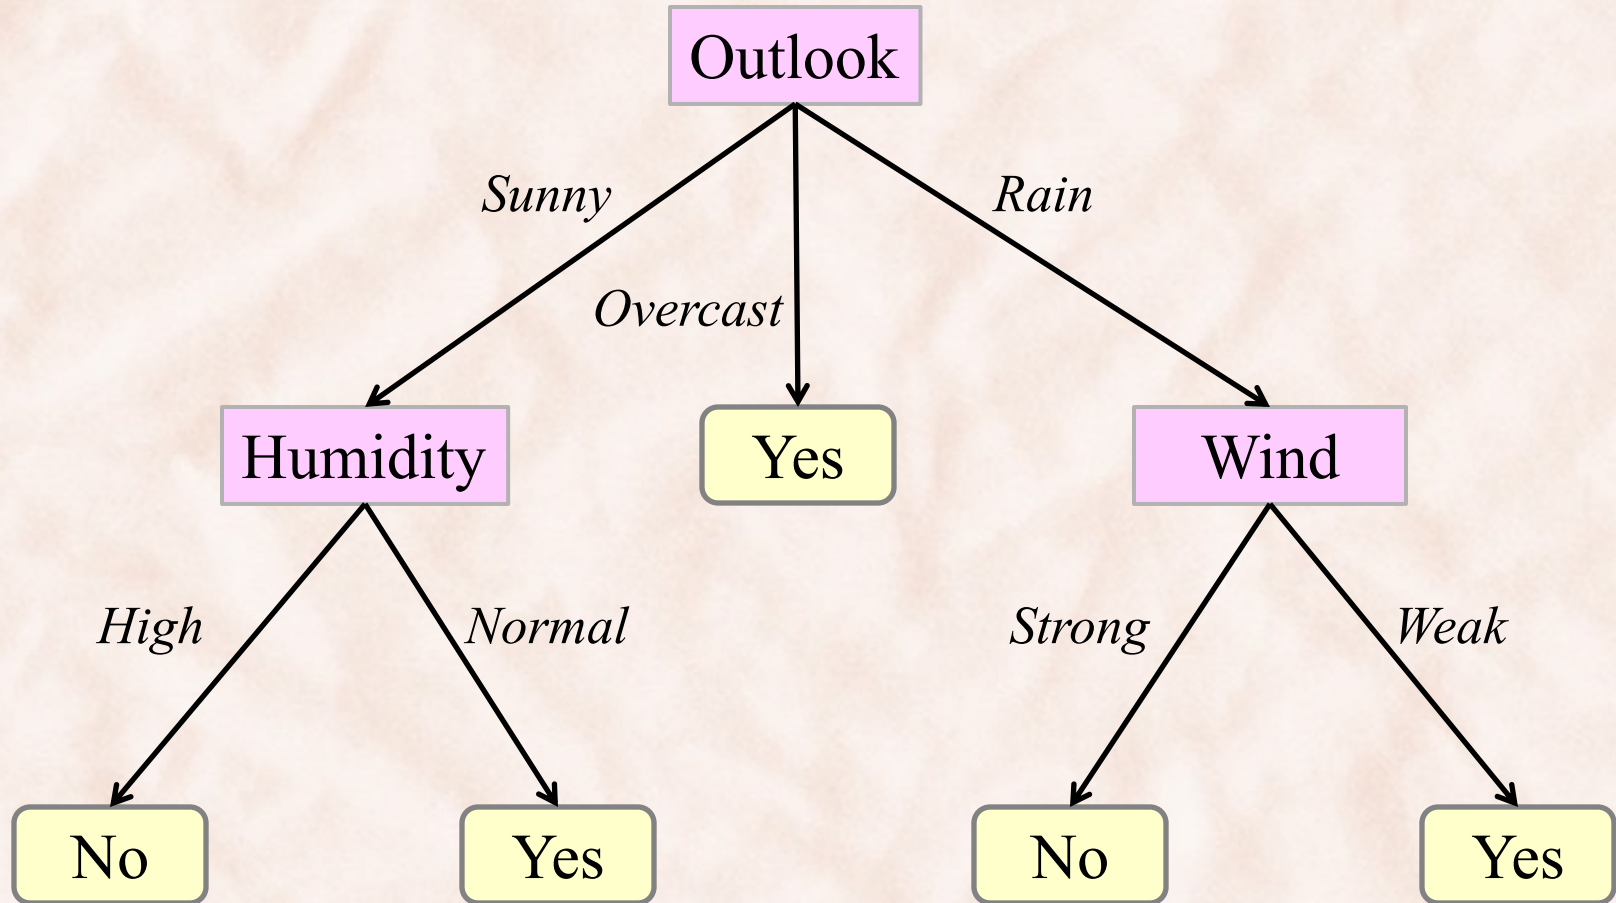 Outlook
Sunny
Rain
Overcast
Humidity
Yes
Wind
High
Normal
Strong
Weak
No
Yes
No
Yes